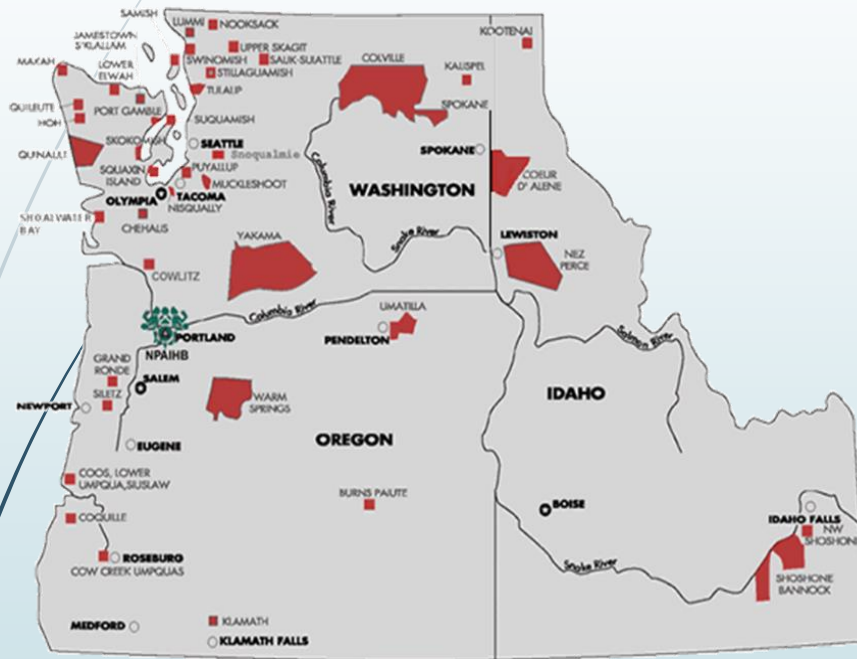 SAMISH
LUMMI
NOOKSACK
JAMESTOWN
S'KLALLAM
UPPER SKAGIT
SWINOMISH
SAUK-SUIATTLE
STILLAGUAMISH
MAKAH
LOWER
ELWAH
TULALIP
COLVILLE
KALISPEL
KOOTENAI
SPOKANE
QUILEUTE
PORT GAMBLE
HOH
SUQUAMISH
SKOKOMISH
SEATTLE
Snoqualmie
QUINAULT
SQUAXIN
ISLAND
PUYALLUP
MUCKLESHOOT
OLYMPIA
TACOMA
NISQUALLY
Columbia River
SPOKANE
COEUR
D' ALENE
WASHINGTON
SHOALWATER
BAY
CHEHALIS
YAKAMA
Snake River
LEWISTON
NEZ
PERCE
COWLITZ
Columbia River
UMATILLA
PORTLAND
NPAIHB
PENDELTON
Salmon River
GRAND
RONDE
SALEM
SILETZ
NEWPORT
WARM
SPRINGS
IDAHO
OREGON
EUGENE
COOS, LOWER
UMPQUA,SIUSLAW
BURNS PAIUTE
COQUILLE
BOISE
IDAHO FALLS
NW
SHOSHONE
ROSEBURG
COW CREEK UMPQUAS
Snake River
SHOSHONE
BANNOCK
MEDFORD
KLAMATH
KLAMATH FALLS